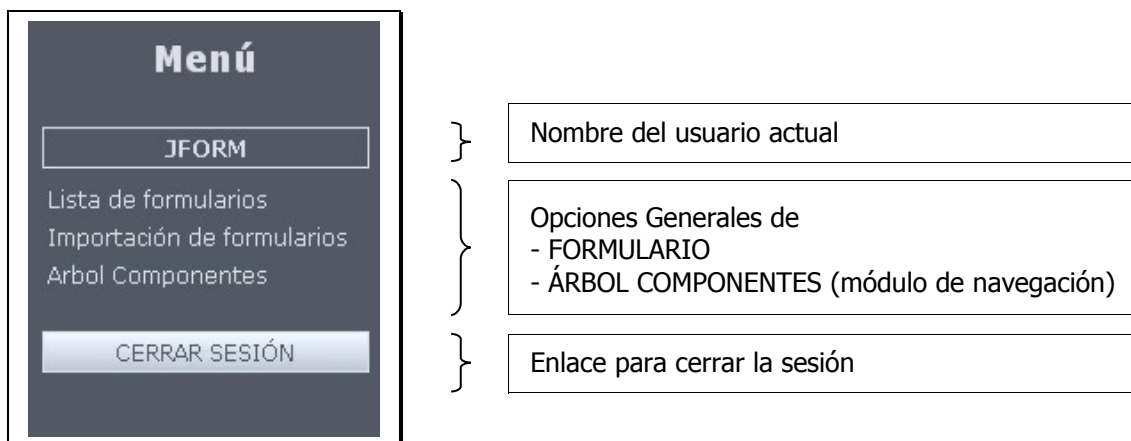 Menú
JFORM
Lista de formularios
Importación de formularios
Arbol Componentes
CERRAR SESIÓN
Nombre del usuario actual
Opciones Generales de
- FORMULARIO
- ÁRBOL COMPONENTES (módulo de navegación)
Enlace para cerrar la sesión